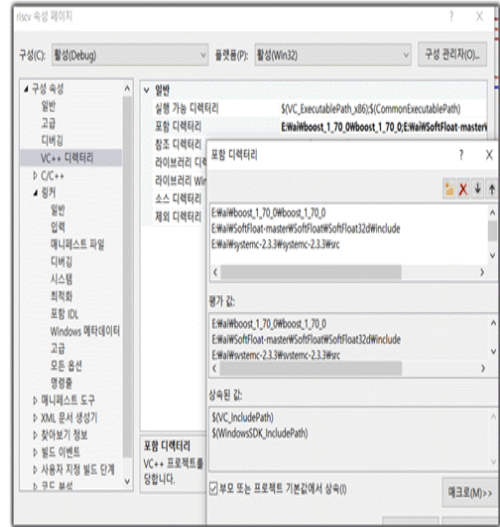 riscv 속성 페이지
? X
구성(C): 활성(Debug)
플랫폼(P): 활성(Win32)
구성 관리자(O)...
구성 속성
일반
고급
디버깅
VC++ 디렉터리
C/C++
링커
일반
입력
매니페스트 파일
디버깅
시스템
최적화
포함 IDL
Windows 메타데이터
고급
모든 옵션
명령줄
매니페스트 도구
XML 문서 생성기
찾아보기 정보
빌드 이벤트
사용자 지정 빌드 단계
코드 분석
일반
실행 가능 디렉터리 $(VC_ExecutablePath_x86);$(CommonExecutablePath)
포함 디렉터리 E:₩ai₩boost_1_70_0₩boost_1_70_0;E:₩ai₩SoftFloat-master₩
참조 디렉터리
라이브러리 디렉
라이브러리 Win
소스 디렉터리
제외 디렉터리
포함 디렉터리
VC++ 프로젝트를
당합니다.
포함 디렉터리
? X
E:₩ai₩boost_1_70_0₩boost_1_70_0
E:₩ai₩SoftFloat-master₩SoftFloat₩SoftFloat32d₩include
E:₩ai₩systemc-2.3.3₩systemc-2.3.3₩src
평가 값:
E:₩ai₩boost_1_70_0₩boost_1_70_0
E:₩ai₩SoftFloat-master₩SoftFloat₩SoftFloat32d₩include
E:₩ai₩systemc-2.3.3₩systemc-2.3.3₩src
상속된 값:
$(VC_IncludePath)
$(WindowsSDK_IncludePath)
부모 또는 프로젝트 기본값에서 상속(I)
매크로(M)>>